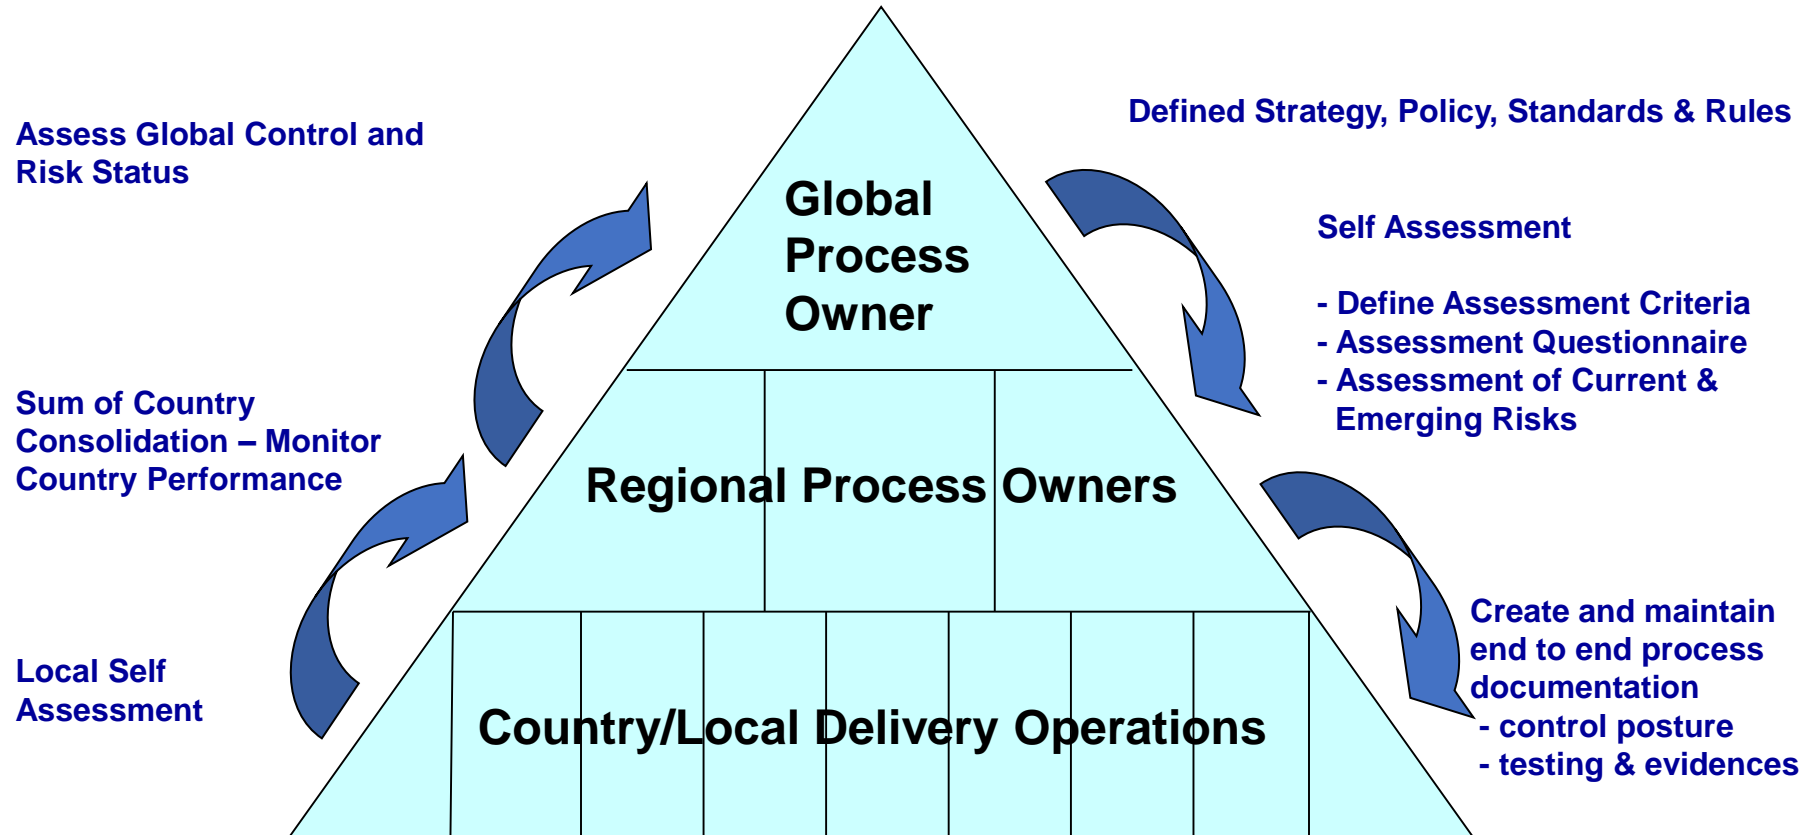 Assess Global Control and
Risk Status
Sum of Country
Consolidation – Monitor
Country Performance
Local Self
Assessment
Global
Process
Owner
Regional Process Owners
Country/Local Delivery Operations
Defined Strategy, Policy, Standards & Rules
Self Assessment
- Define Assessment Criteria
- Assessment Questionnaire
- Assessment of Current &
Emerging Risks
Create and maintain
end to end process
documentation
- control posture
- testing & evidences